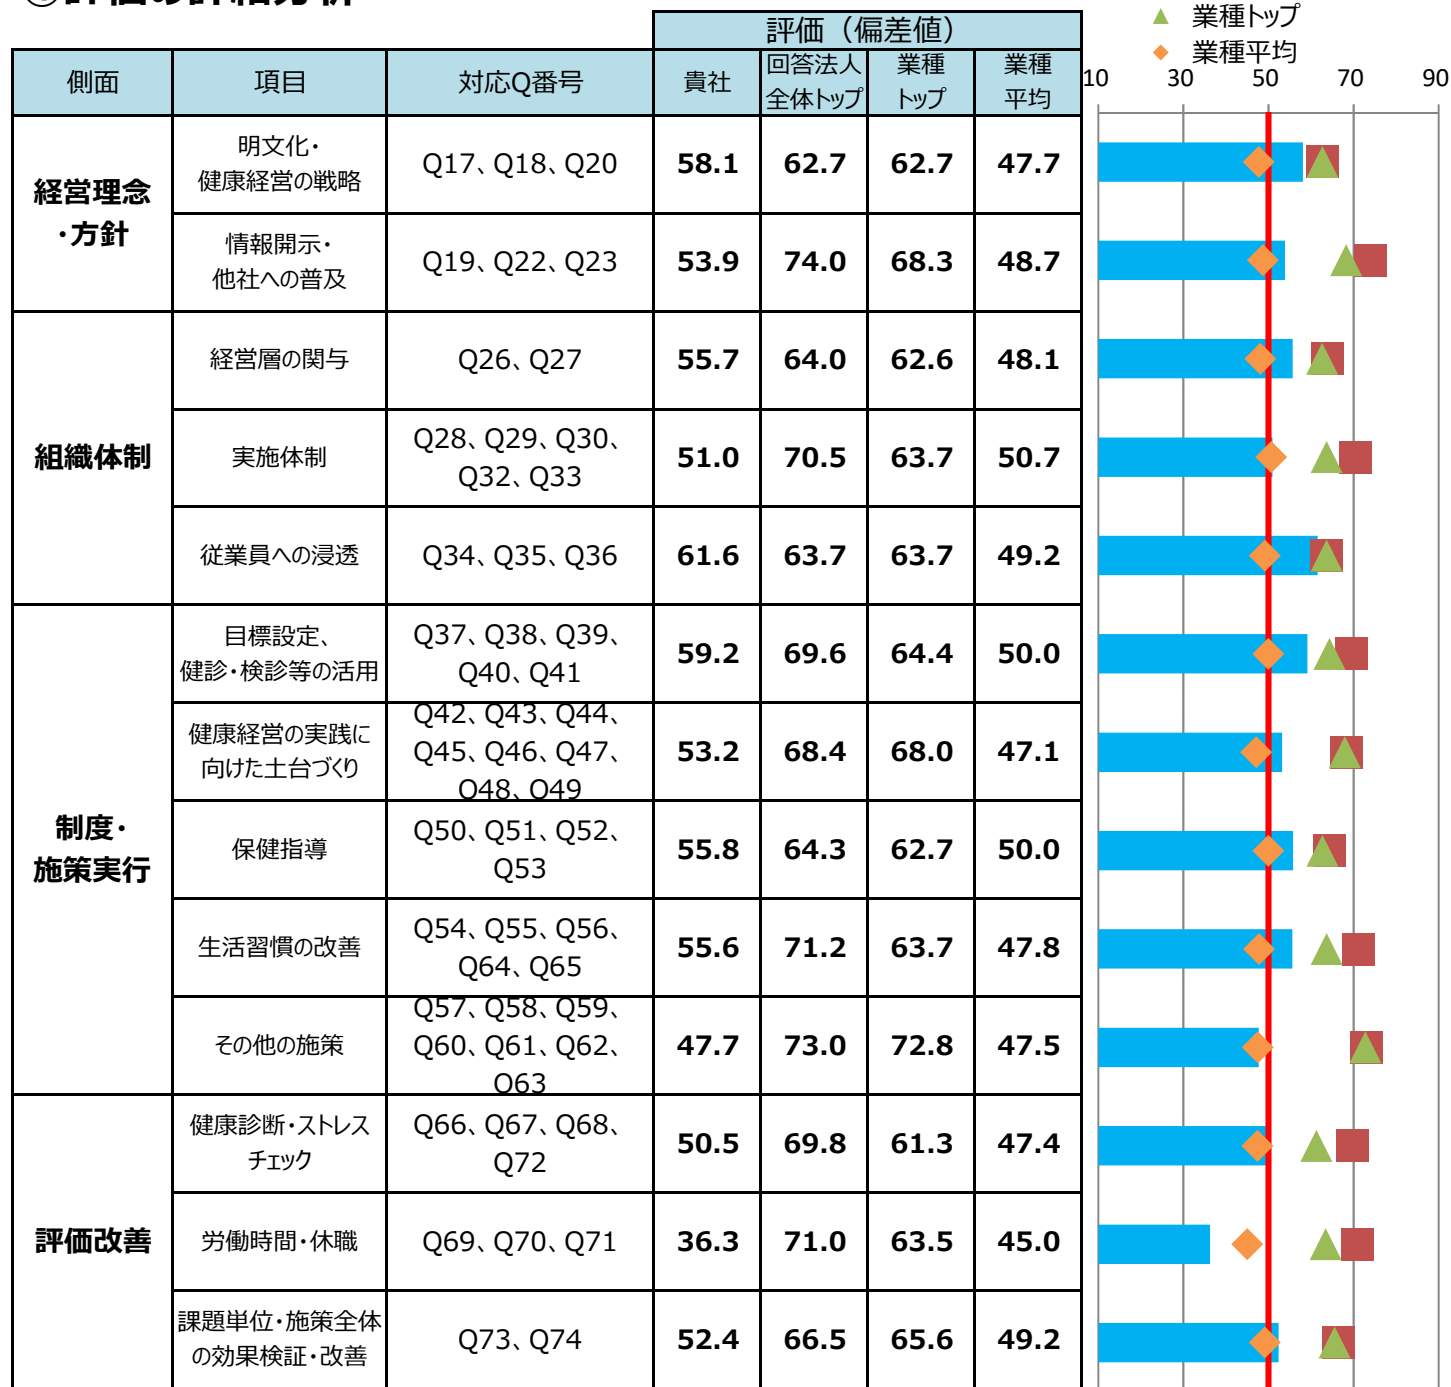 評価（偏差値）
▲ 業種トップ
◆ 業種平均
側面 項目 対応Q番号 貴社 回答法人 業種 業種
全体トップ トップ 平均
10 30 50 70 90
経営理念
・方針
明文化・
健康経営の戦略
Q17、Q18、Q20 58.1 62.7 62.7 47.7
情報開示・
他社への普及
Q19、Q22、Q23 53.9 74.0 68.3 48.7
組織体制
経営層の関与 Q26、Q27 55.7 64.0 62.6 48.1
実施体制
Q28、Q29、Q30、
Q32、Q33
51.0 70.5 63.7 50.7
従業員への浸透 Q34、Q35、Q36 61.6 63.7 63.7 49.2
制度・
施策実行
目標設定、
健診・検診等の活用
Q37、Q38、Q39、
Q40、Q41
59.2 69.6 64.4 50.0
健康経営の実践に
向けた土台づくり
Q42、Q43、Q44、
Q45、Q46、Q47、
Q48、Q49
53.2 68.4 68.0 47.1
保健指導
Q50、Q51、Q52、
Q53
55.8 64.3 62.7 50.0
生活習慣の改善
Q54、Q55、Q56、
Q64、Q65
55.6 71.2 63.7 47.8
その他の施策
Q57、Q58、Q59、
Q60、Q61、Q62、
Q63
47.7 73.0 72.8 47.5
評価改善
健康診断・ストレス
チェック
Q66、Q67、Q68、
Q72
50.5 69.8 61.3 47.4
労働時間・休職 Q69、Q70、Q71 36.3 71.0 63.5 45.0
課題単位・施策全体
の効果検証・改善
Q73、Q74 52.4 66.5 65.6 49.2